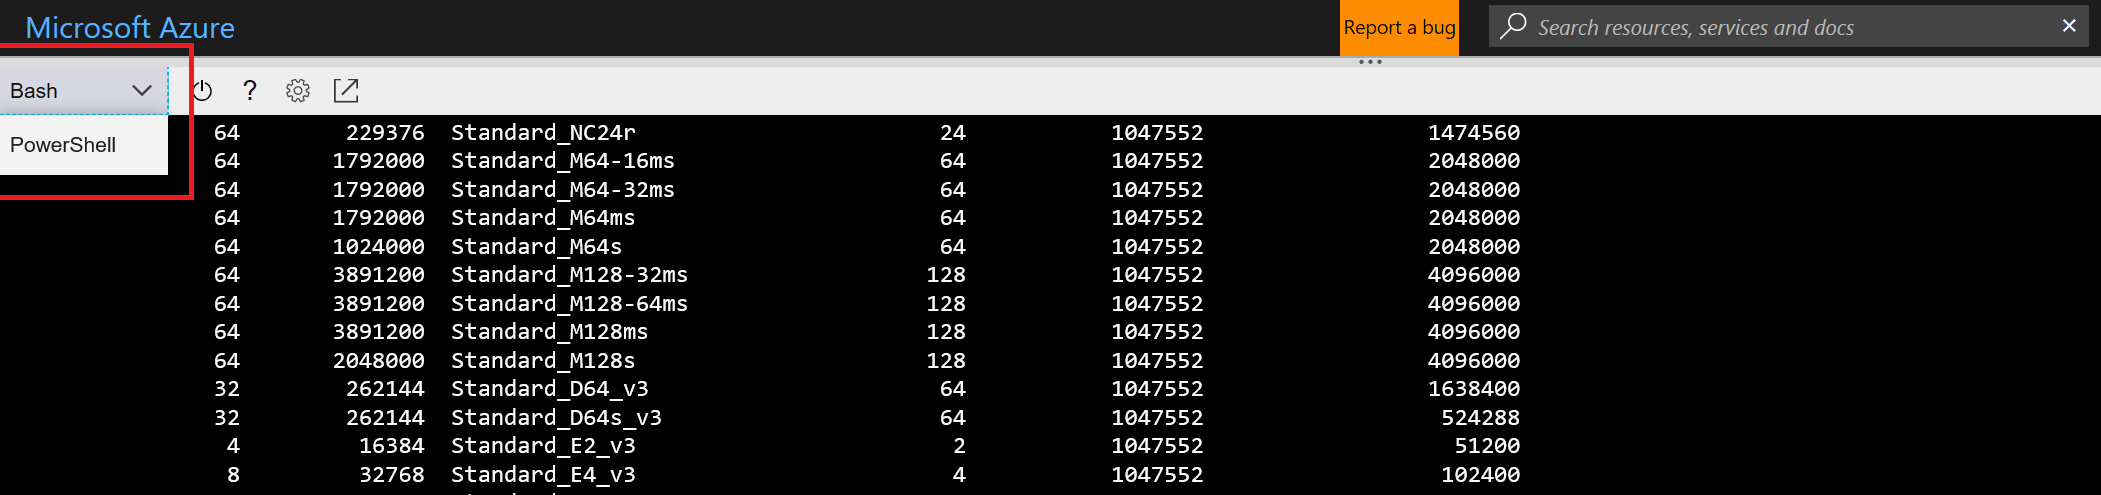 Microsoft Azure
Report a bug
Search resources, services and docs
Bash
?
PowerShell
64 229376 Standard_NC24r 24 1047552 1474560
64 1792000 Standard_M64-16ms 64 1047552 2048000
64 1792000 Standard_M64-32ms 64 1047552 2048000
64 1792000 Standard_M64ms 64 1047552 2048000
64 1024000 Standard_M64s 64 1047552 2048000
64 3891200 Standard_M128-32ms 128 1047552 4096000
64 3891200 Standard_M128-64ms 128 1047552 4096000
64 3891200 Standard_M128ms 128 1047552 4096000
64 2048000 Standard_M128s 128 1047552 4096000
32 262144 Standard_D64_v3 64 1047552 1638400
32 262144 Standard_D64s_v3 64 1047552 524288
4 16384 Standard_E2_v3 2 1047552 51200
8 32768 Standard_E4_v3 4 1047552 102400